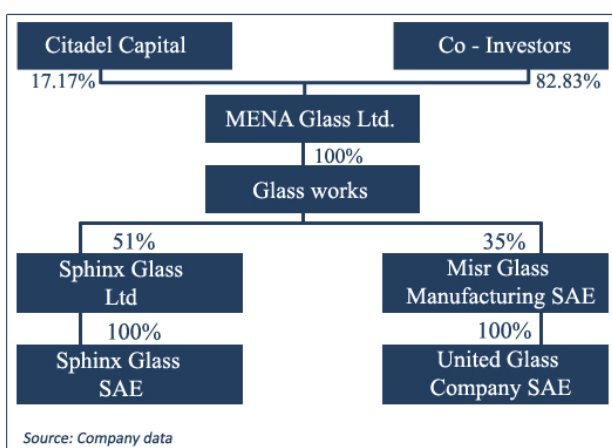 Citadel Capital
Co - Investors
17.17%
82.83%
MENA Glass Ltd.
100%
Glass works
51%
35%
Sphinx Glass
Ltd
Misr Glass
Manufacturing SAE
100%
100%
Sphinx Glass
SAE
United Glass
Company SAE
Source: Company data